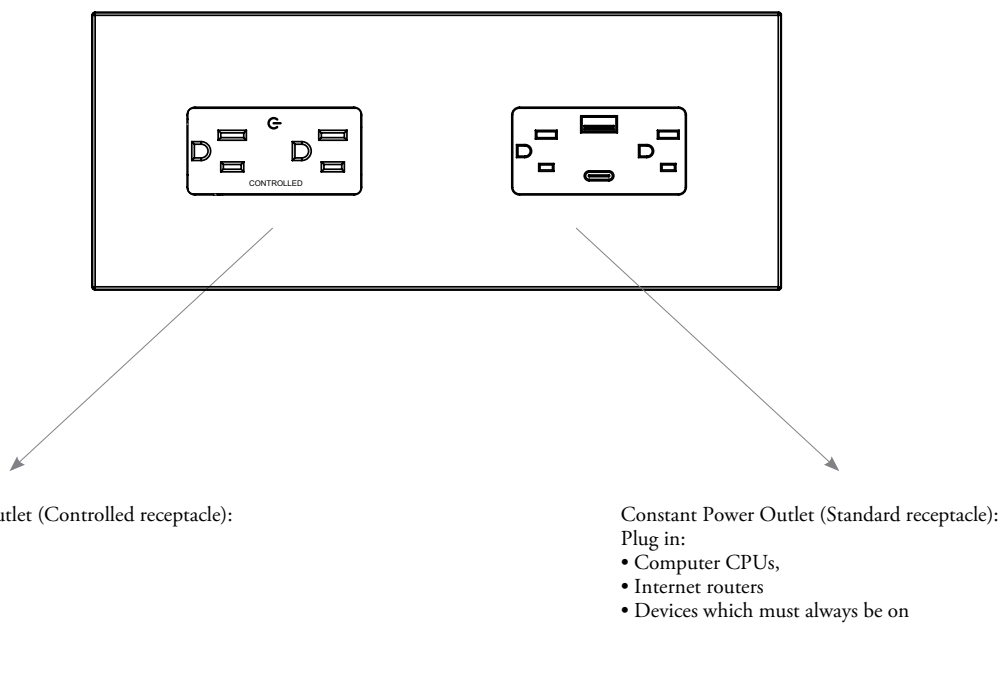 CONTROLLED
(Controlled receptacle):
Constant Power Outlet (Standard receptacle):
Plug in:
• Computer CPUs,
• Internet routers
• Devices which must always be on